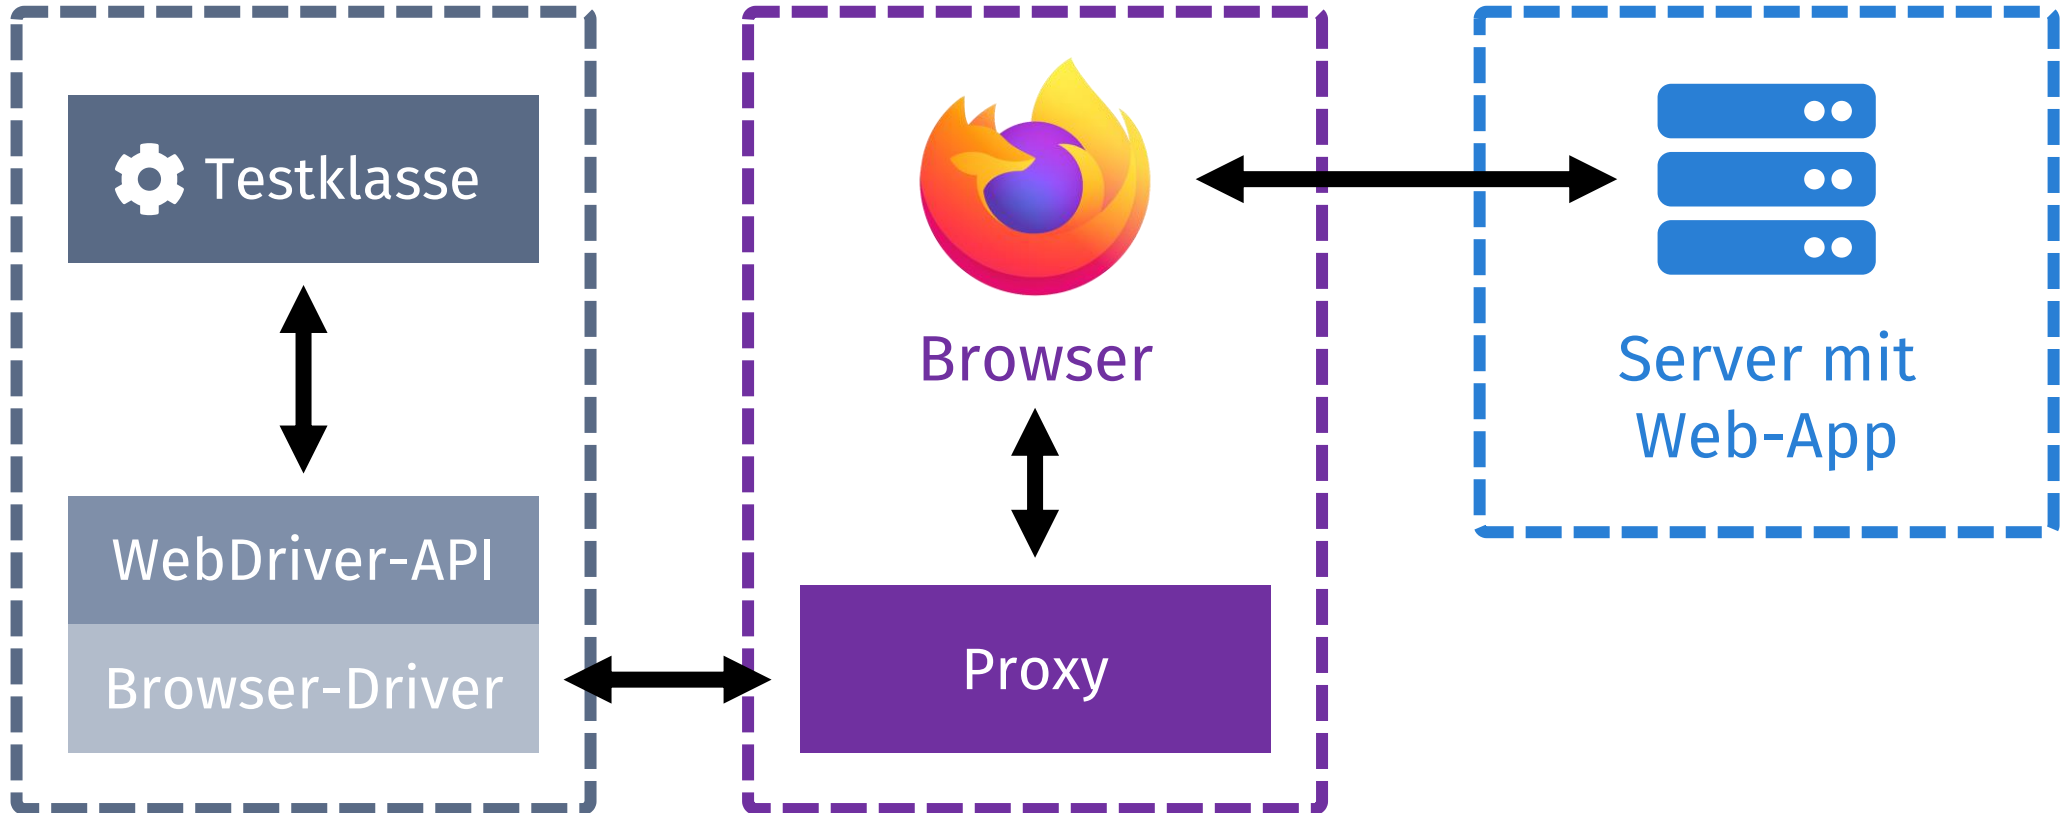 Testklasse
WebDriver-API
Browser-Driver
Browser
Proxy
Server mit
Web-App